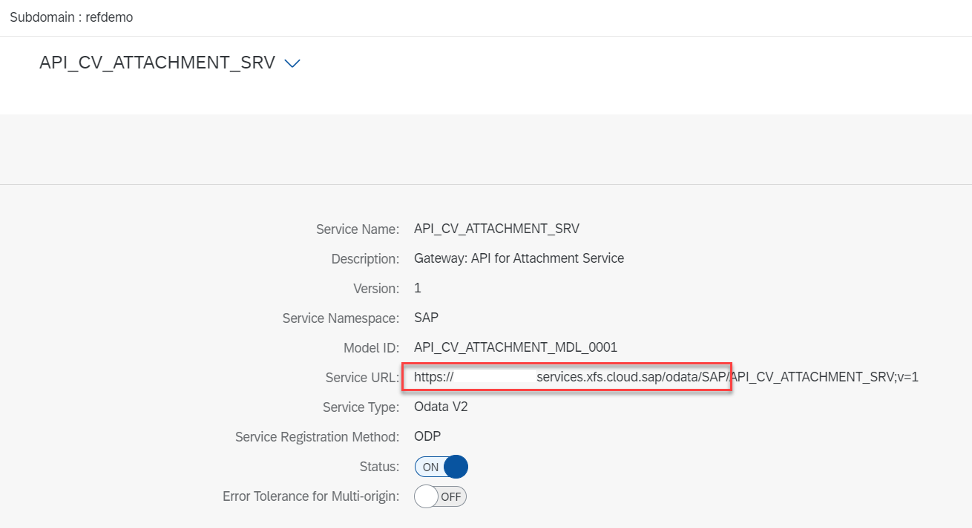 Subdomain : refdemo
API_CV_ATTACHMENT_SRV
Service Name: API_CV_ATTACHMENT_SRV
Description: Gateway: API for Attachment Service
Version: 1
Service Namespace: SAP
Model ID: API_CV_ATTACHMENT_MDL_0001
Service URL: https:// services.xfs.cloud.sap/odata/SAP/API_CV_ATTACHMENT_SRV;v=1
Service Type: Odata V2
Service Registration Method: ODP
Status: ON
Error Tolerance for Multi-origin: OFF